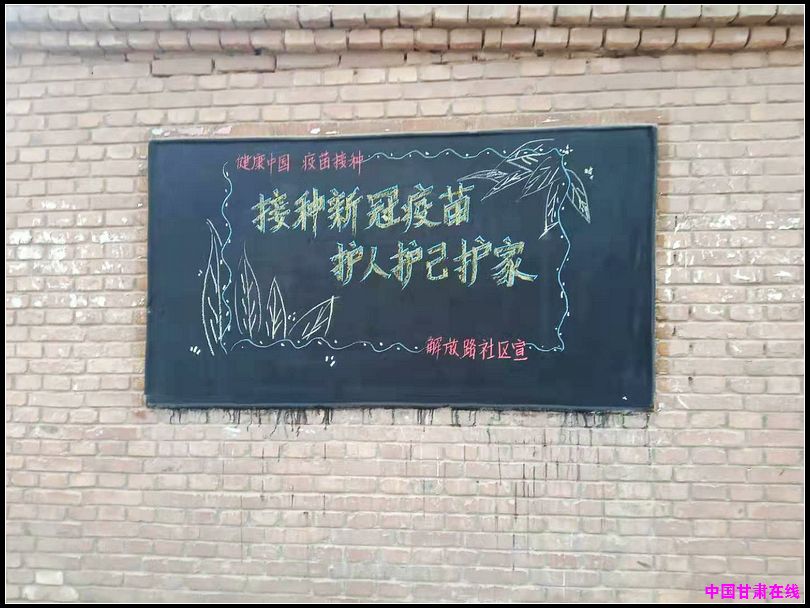 健康中国 疫苗接种
接种新冠疫苗
护人护己护家
解放路社区宣
中国甘肃在线